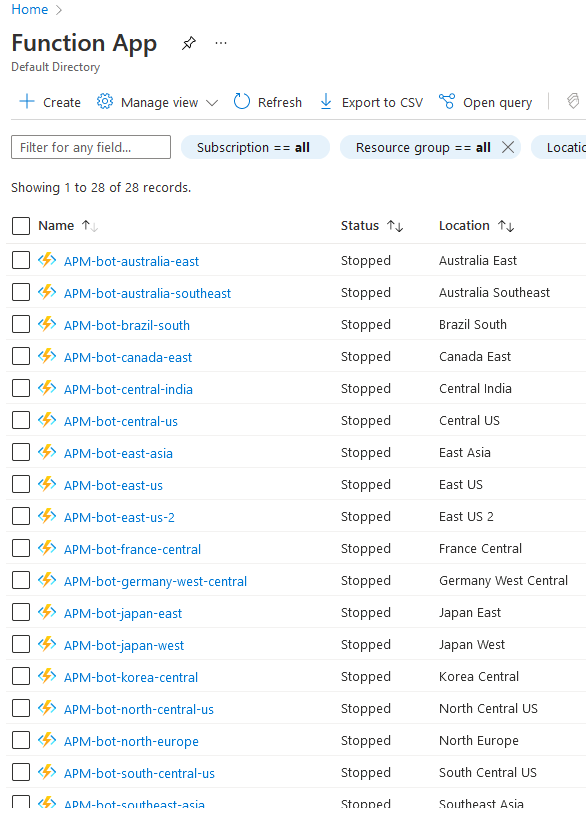 Home
Function App
...
Default Directory
Create Manage view Refresh Export to CSV Open query
Filter for any field... Subscription == all Resource group == all Locatio
Showing 1 to 28 of 28 records.
Name Status Location
APM-bot-australia-east Stopped Australia East
APM-bot-australia-southeast Stopped Australia Southeast
APM-bot-brazil-south Stopped Brazil South
APM-bot-canada-east Stopped Canada East
APM-bot-central-india Stopped Central India
APM-bot-central-us Stopped Central US
APM-bot-east-asia Stopped East Asia
APM-bot-east-us Stopped East US
APM-bot-east-us-2 Stopped East US 2
APM-bot-france-central Stopped France Central
APM-bot-germany-west-central Stopped Germany West Central
APM-bot-japan-east Stopped Japan East
APM-bot-japan-west Stopped Japan West
APM-bot-korea-central Stopped Korea Central
APM-bot-north-central-us Stopped North Central US
APM-bot-north-europe Stopped North Europe
APM-bot-south-central-us Stopped South Central US
APM-bot-southeast-asia Stopped Southeast Asia